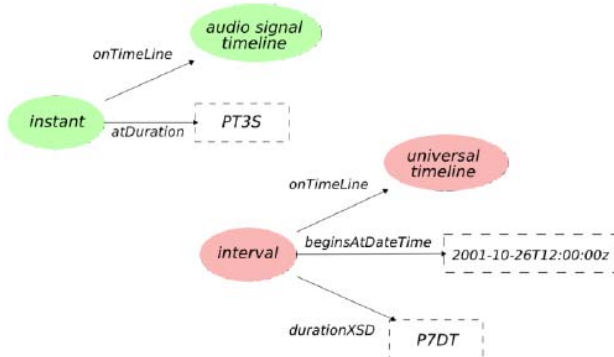 audio signal
timeline
onTimeLine
instant
atDuration
PT3S
universal
timeline
onTimeLine
interval
beginsAtDateTime
2001-10-26T12:00:00z
durationXSD
P7DT